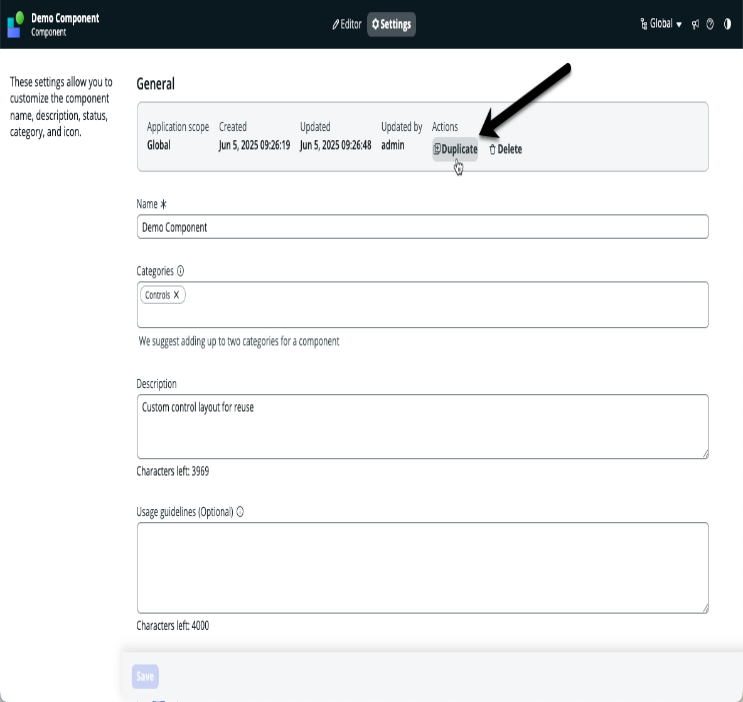 Demo Component
Component
Editor
Settings
Global
These settings allow you to
customize the component
name, description, status,
category, and icon.
General
Application scope Created Updated Updated by Actions
Global Jun 5, 2025 09:26:19 Jun 5, 2025 09:26:48 admin Duplicate Delete
Name *
Demo Component
Categories
Controls X
We suggest adding up to two categories for a component
Description
Custom control layout for reuse
Characters left: 3969
Usage guidelines (Optional)
Characters left: 4000
Save